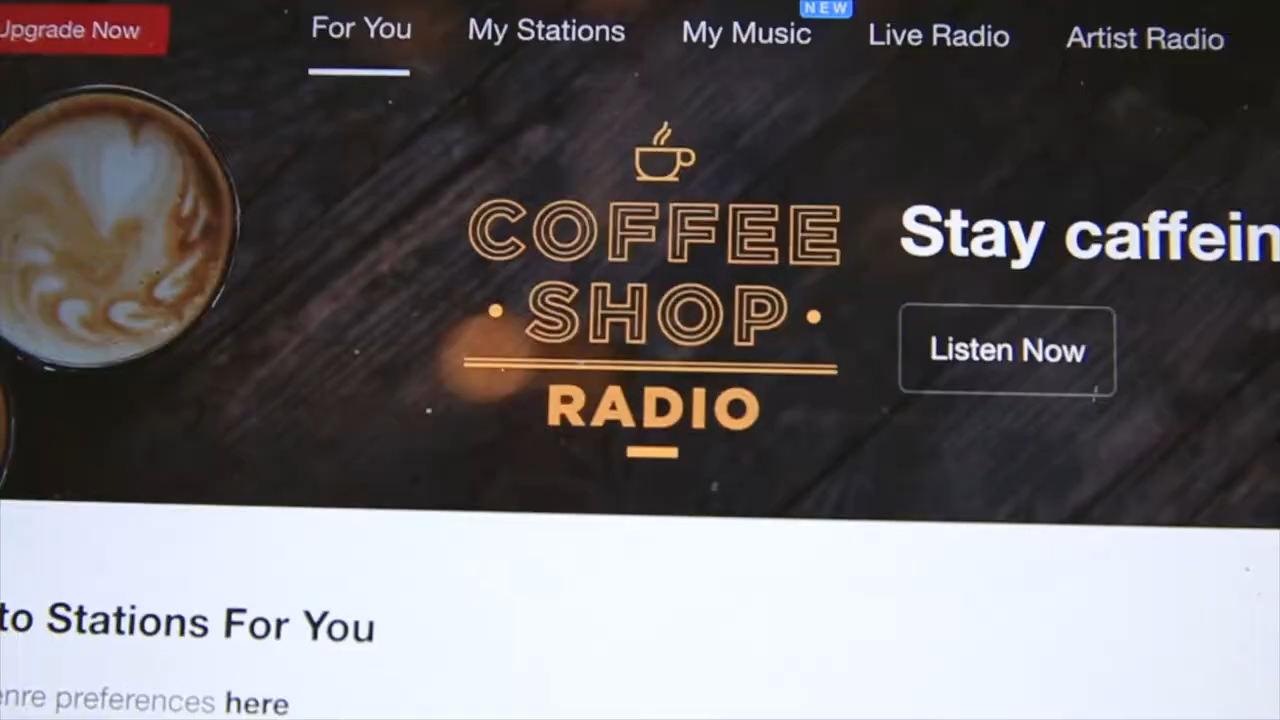 Upgrade Now
For You
My Stations
My Music
NEW
Live Radio
Artist Radio
COFFEE
SHOP
RADIO
Stay caffein
Listen Now
to Stations For You
enre preferences here